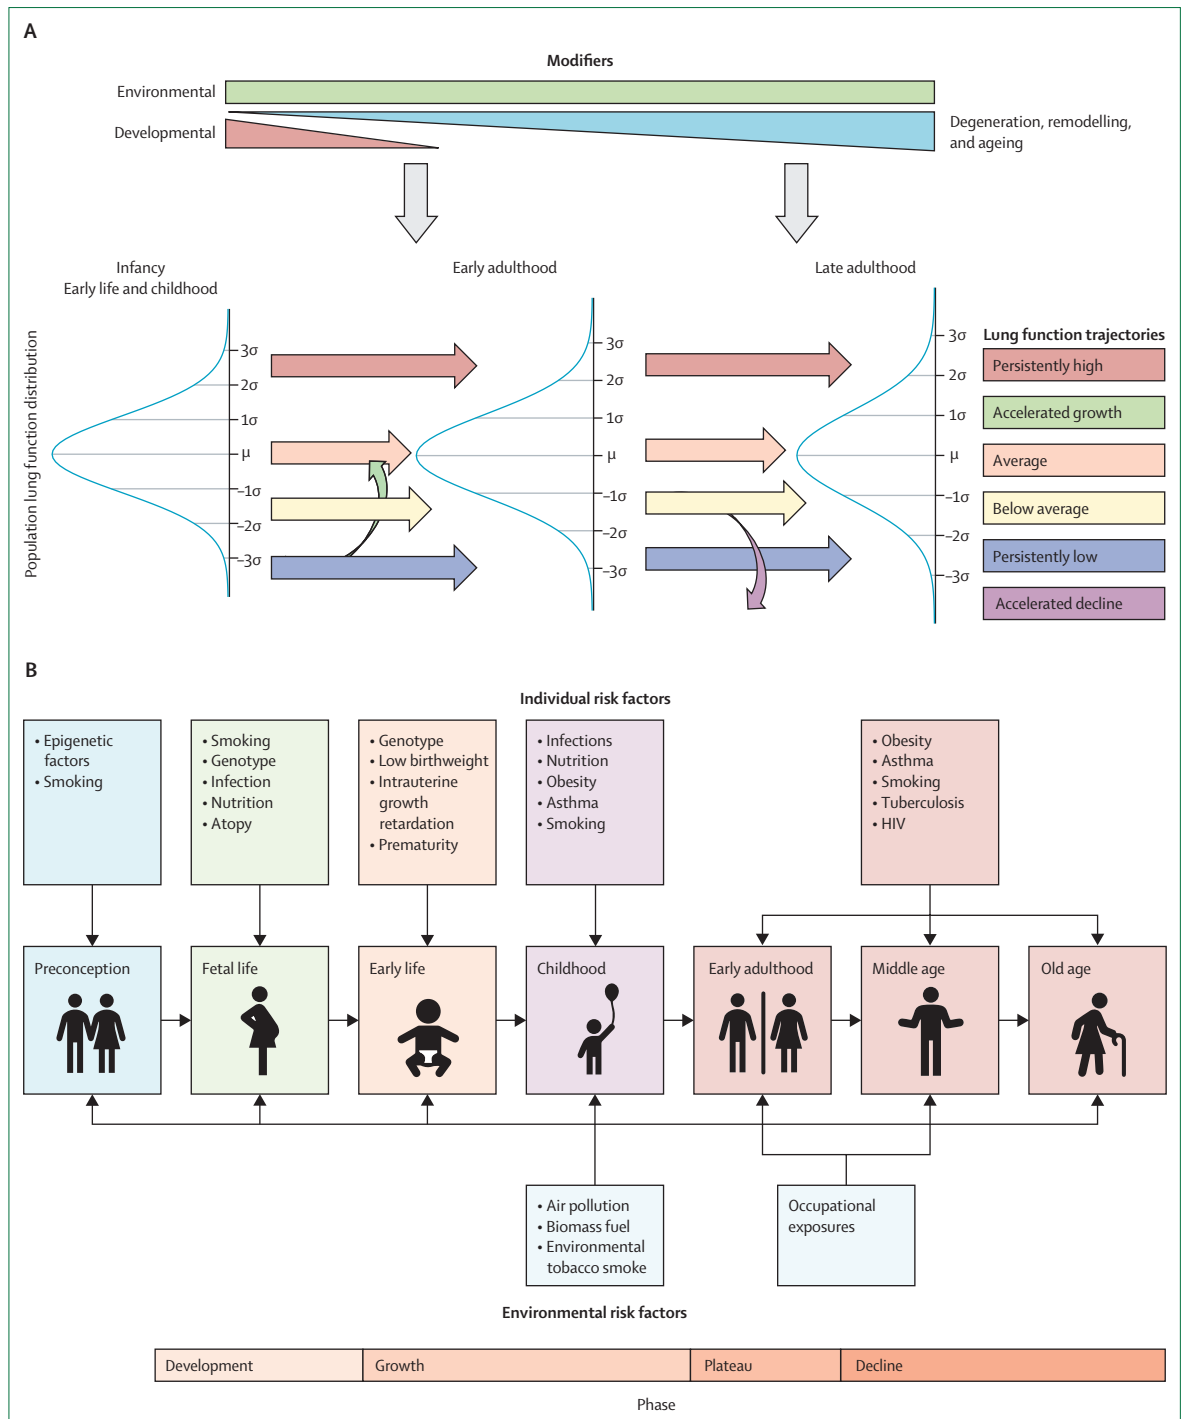 A
Modifiers
Environmental
Developmental
Degeneration, remodelling,
and ageing
Infancy
Early life and childhood
Early adulthood
Late adulthood
Population lung function distribution
3σ
2σ
1σ
μ
–1σ
–2σ
–3σ
3σ
2σ
1σ
μ
–1σ
–2σ
–3σ
3σ
2σ
1σ
μ
–1σ
–2σ
–3σ
Lung function trajectories
Persistently high
Accelerated growth
Average
Below average
Persistently low
Accelerated decline
B
Individual risk factors
• Epigenetic
factors
• Smoking
• Smoking
• Genotype
• Infection
• Nutrition
• Atopy
• Genotype
• Low birthweight
• Intrauterine
growth
retardation
• Prematurity
• Infections
• Nutrition
• Obesity
• Asthma
• Smoking
• Obesity
• Asthma
• Smoking
• Tuberculosis
• HIV
Preconception
Fetal life
Early life
Childhood
Early adulthood
Middle age
Old age
• Air pollution
• Biomass fuel
• Environmental
tobacco smoke
Occupational
exposures
Environmental risk factors
Development
Growth
Plateau
Decline
Phase